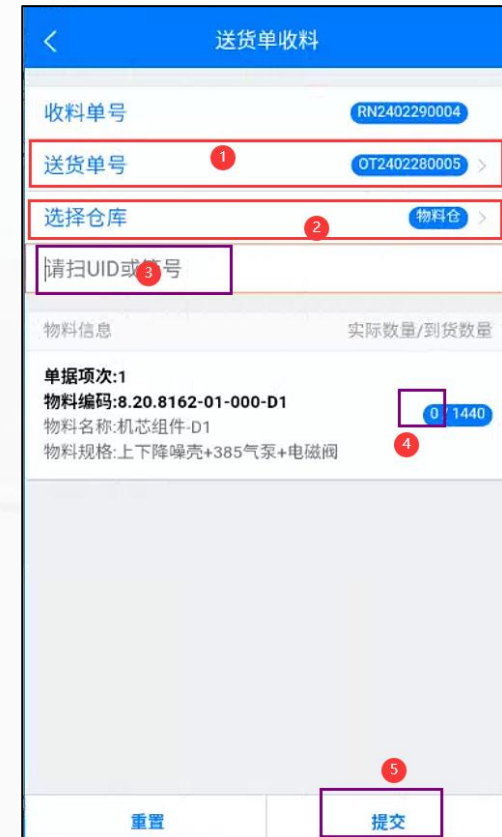 送货单收料
收料单号 RN2402290004
送货单号 1 OT2402280005
选择仓库 2 物料仓
请扫UID或 3 号
物料信息 实际数量/到货数量
单据项次:1
物料编码:8.20.8162-01-000-D1
0/1440
物料名称:机芯组件-D1
4
物料规格:上下降噪壳+385气泵+电磁阀
5
重置 提交